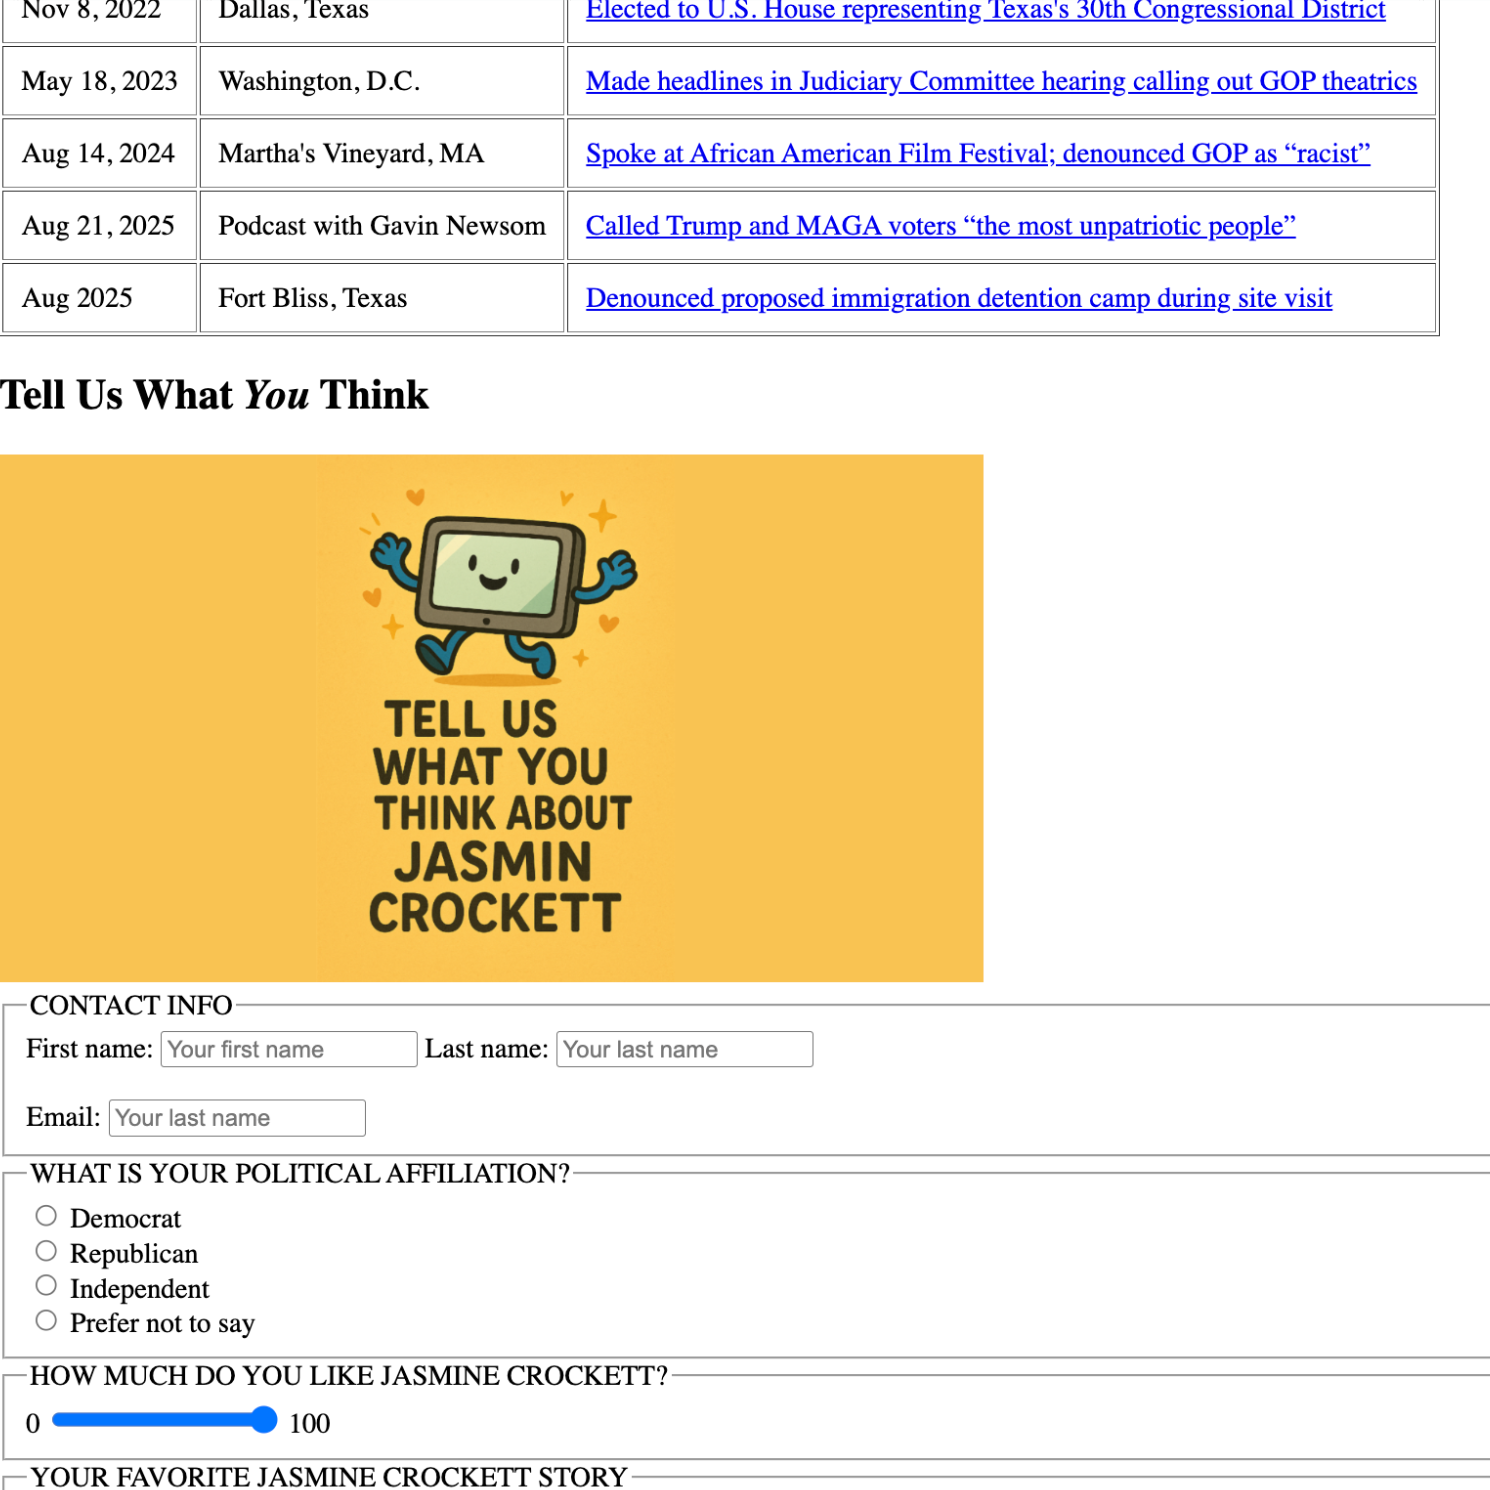 Nov 8, 2022 Dallas, Texas Elected to U.S. House representing Texas's 30th Congressional District
May 18, 2023 Washington, D.C. Made headlines in Judiciary Committee hearing calling out GOP theatrics
Aug 14, 2024 Martha's Vineyard, MA Spoke at African American Film Festival; denounced GOP as “racist”
Aug 21, 2025 Podcast with Gavin Newsom Called Trump and MAGA voters “the most unpatriotic people”
Aug 2025 Fort Bliss, Texas Denounced proposed immigration detention camp during site visit
Tell Us What You Think
TELL US
WHAT YOU
THINK ABOUT
JASMIN
CROCKETT
CONTACT INFO
First name: Your first name Last name: Your last name
Email: Your last name
WHAT IS YOUR POLITICAL AFFILIATION?
Democrat
Republican
Independent
Prefer not to say
HOW MUCH DO YOU LIKE JASMINE CROCKETT?
0 100
YOUR FAVORITE JASMINE CROCKETT STORY